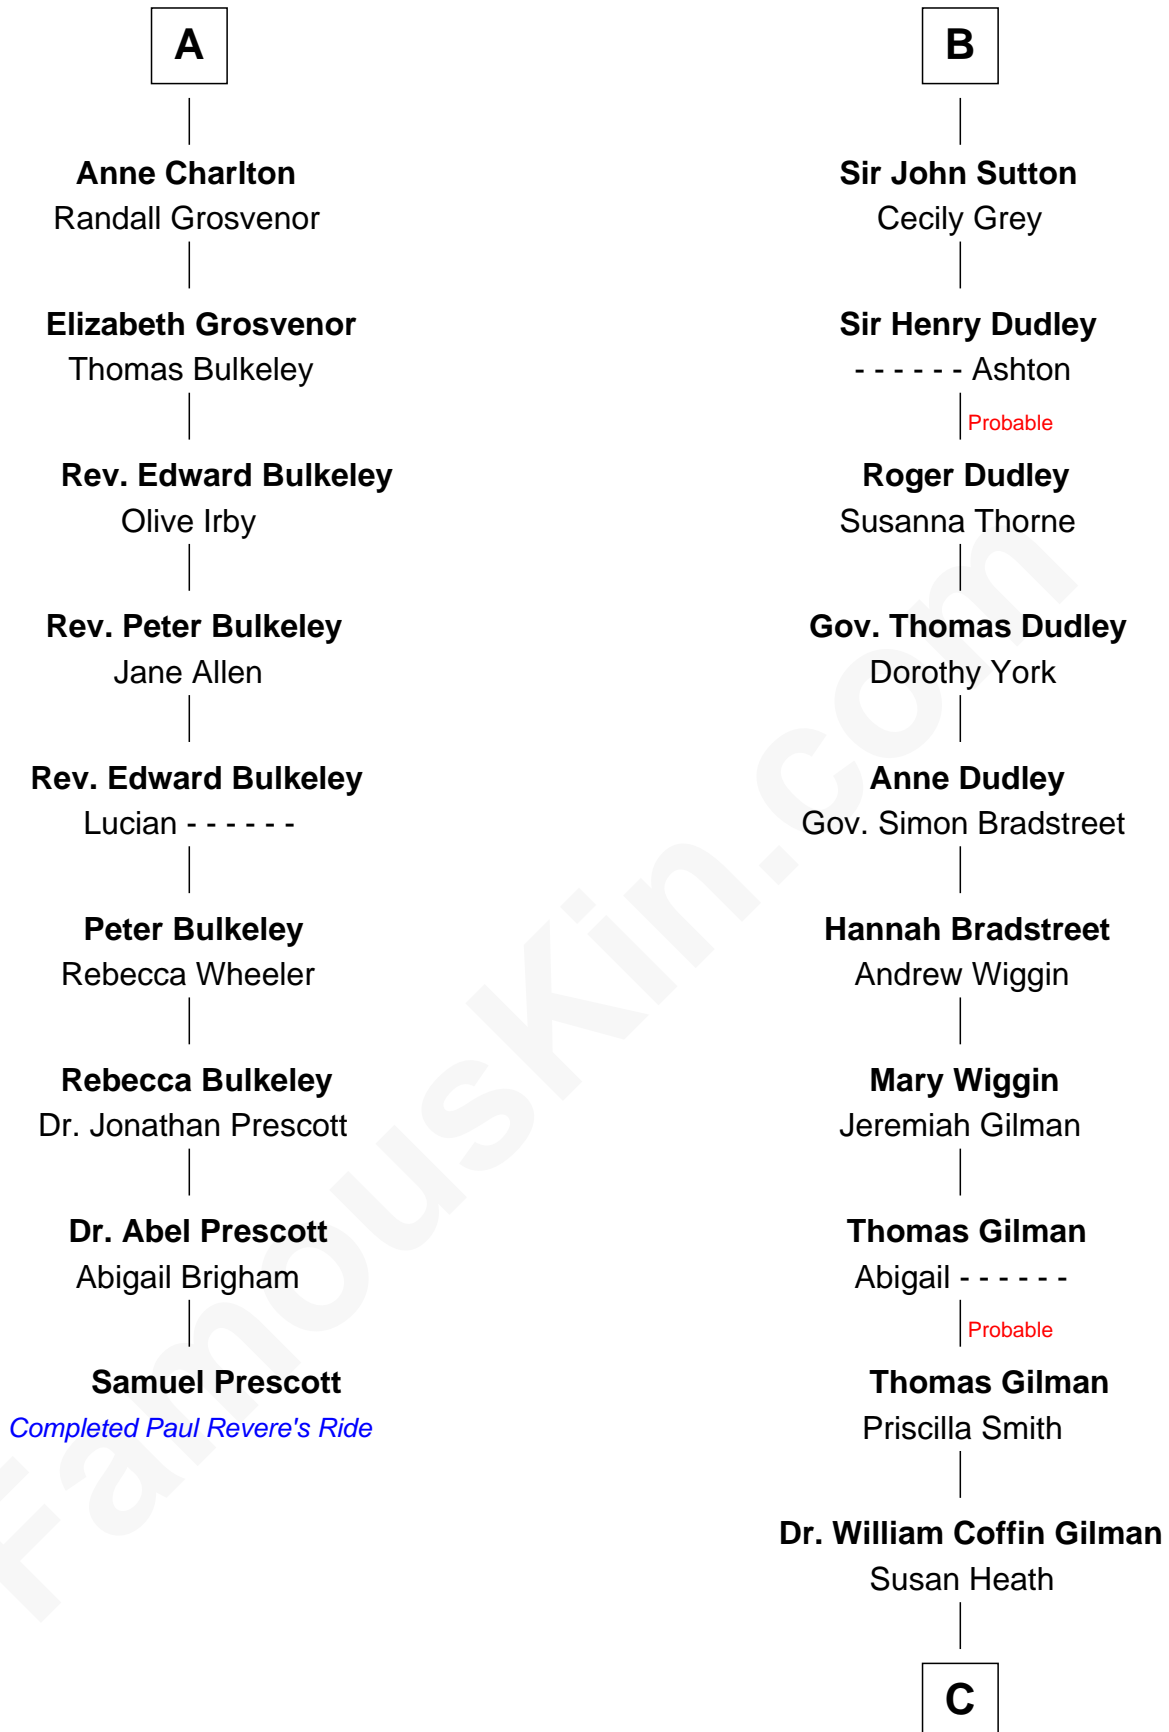 A
Anne Charlton
Randall Grosvenor
Elizabeth Grosvenor
Thomas Bulkeley
Rev. Edward Bulkeley
Olive Irby
Rev. Peter Bulkeley
Jane Allen
Rev. Edward Bulkeley
Lucian - - - - - -
Peter Bulkeley
Rebecca Wheeler
Rebecca Bulkeley
Dr. Jonathan Prescott
Dr. Abel Prescott
Abigail Brigham
Samuel Prescott
Completed Paul Revere's Ride
B
Sir John Sutton
Cecily Grey
Sir Henry Dudley
- - - - - - Ashton
Probable
Roger Dudley
Susanna Thorne
Gov. Thomas Dudley
Dorothy York
Anne Dudley
Gov. Simon Bradstreet
Hannah Bradstreet
Andrew Wiggin
Mary Wiggin
Jeremiah Gilman
Thomas Gilman
Abigail - - - - - -
Probable
Thomas Gilman
Priscilla Smith
Dr. William Coffin Gilman
Susan Heath
C
FamousKin.com